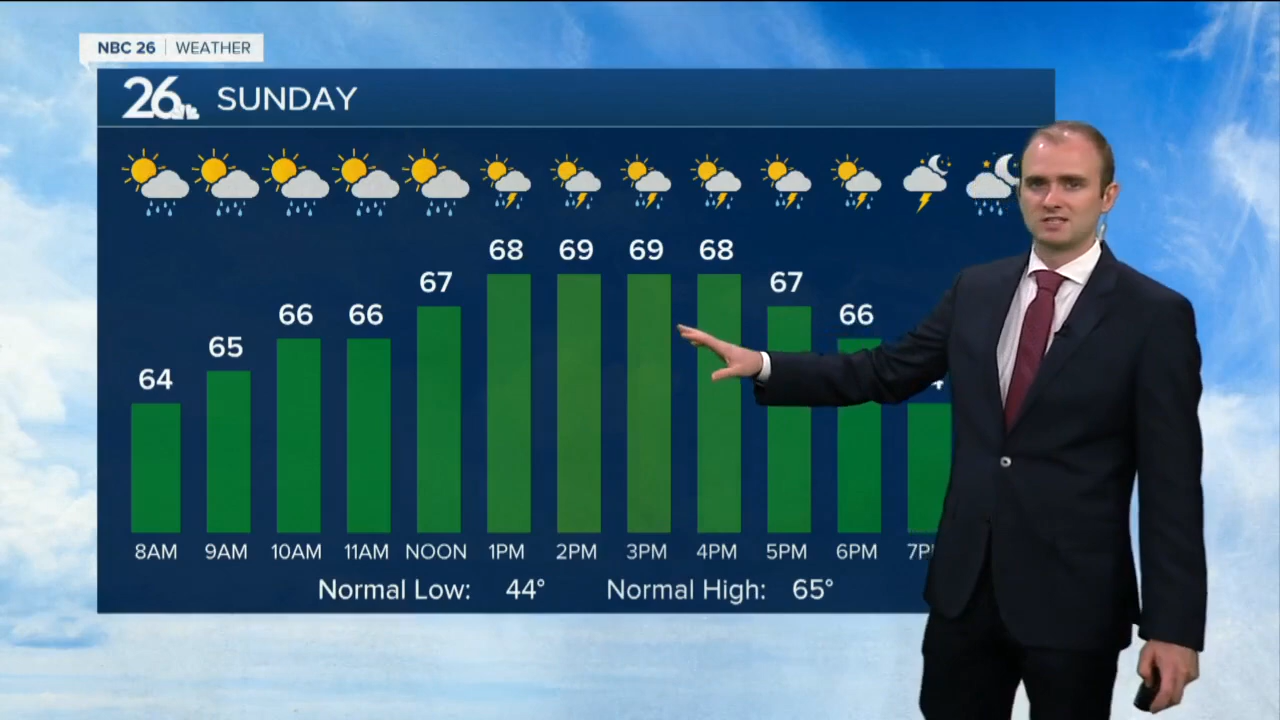 NBC 26 | WEATHER
26 SUNDAY
68 69 69 68
67 67
66 66 66
65
64
8AM 9AM 10AM 11AM NOON 1PM 2PM 3PM 4PM 5PM 6PM
Normal Low: 44° Normal High: 65°